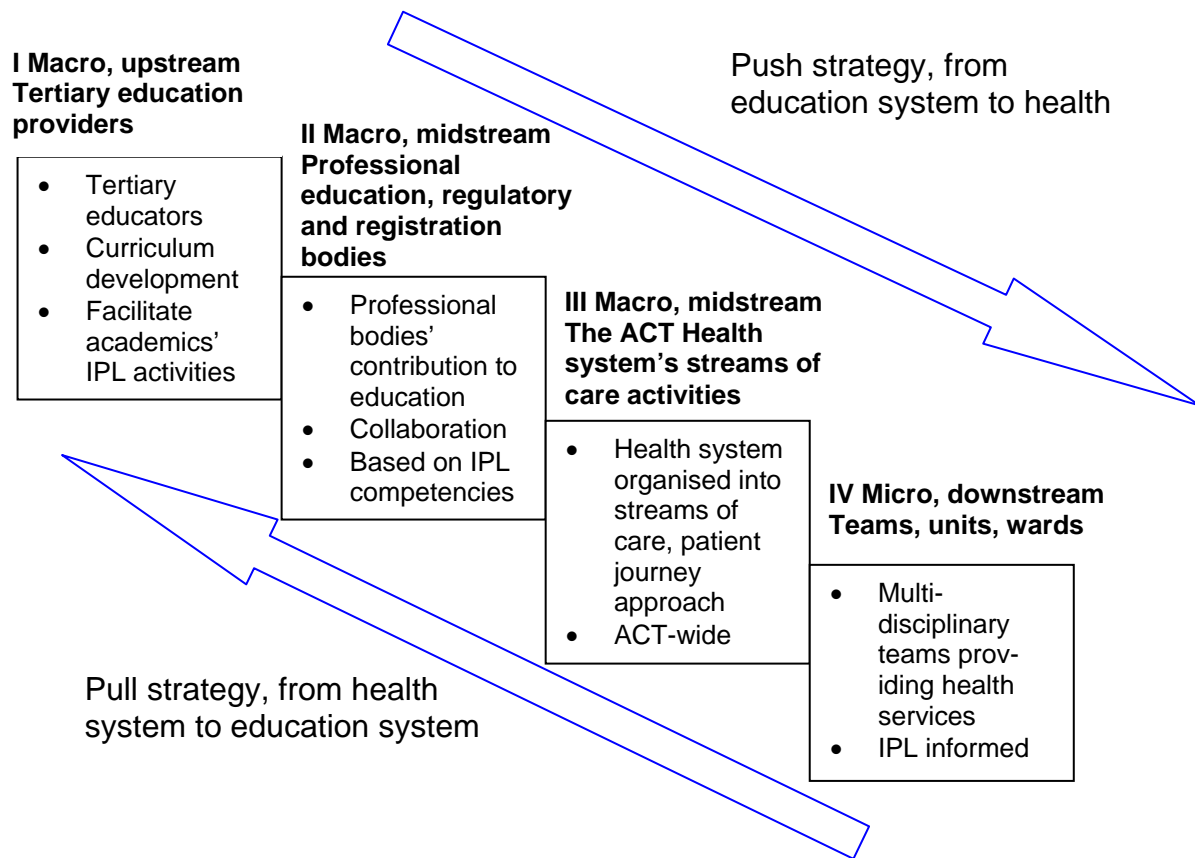 I Macro, upstream
Tertiary education
providers
• Tertiary
educators
• Curriculum
development
• Facilitate
academics’
IPL activities
II Macro, midstream
Professional
education, regulatory
and registration
bodies
• Professional
bodies’
contribution to
education
• Collaboration
• Based on IPL
competencies
III Macro, midstream
The ACT Health
system’s streams of
care activities
• Health system
organised into
streams of
care, patient
journey
approach
• ACT-wide
IV Micro, downstream
Teams, units, wards
• Multi-
disciplinary
teams prov-
iding health
services
• IPL informed
Push strategy, from
education system to health
Pull strategy, from health
system to education system